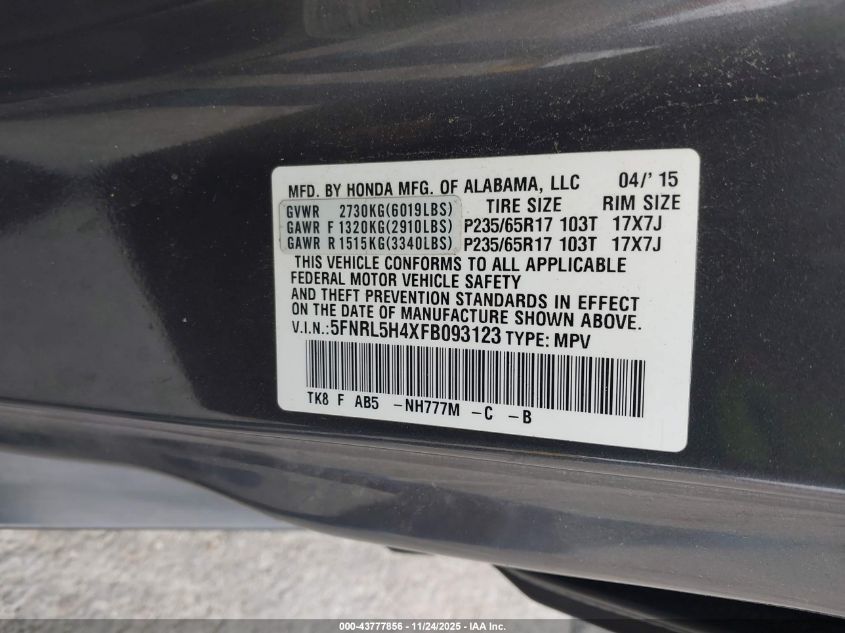 MFD. BY HONDA MFG. OF ALABAMA, LLC 04/'15
GVWR 2730KG(6019LBS) TIRE SIZE RIM SIZE
GAWR F 1320KG(2910LBS) P235/65R17 103T 17X7J
GAWR R 1515KG(3340LBS) P235/65R17 103T 17X7J
THIS VEHICLE CONFORMS TO ALL APPLICABLE
FEDERAL MOTOR VEHICLE SAFETY
AND THEFT PREVENTION STANDARDS IN EFFECT
ON THE DATE OF MANUFACTURE SHOWN ABOVE.
V.I.N.:5FNRL5H4XFB093123 TYPE: MPV
TK8 F AB5 -NH777M -C -B
000-43777856 - 11/24/2025 - © IAA, Inc.